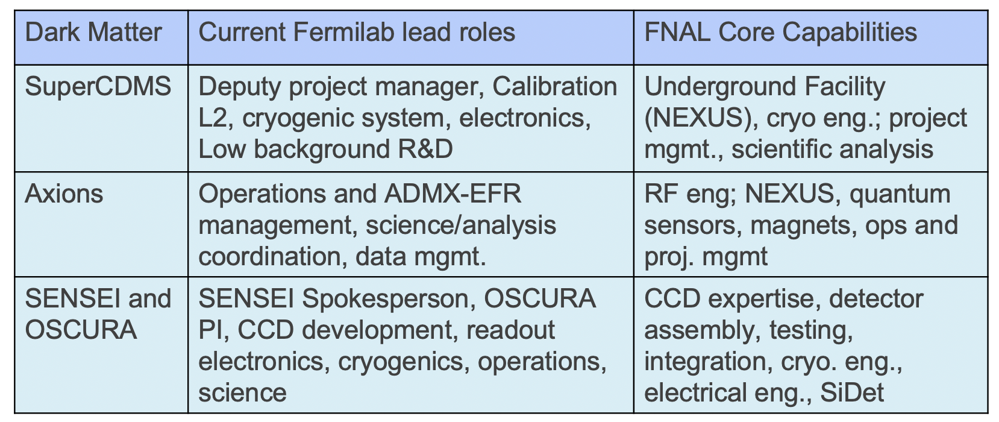 Dark Matter
Current Fermilab lead roles
FNAL Core Capabilities
SuperCDMS
Deputy project manager, Calibration
L2, cryogenic system, electronics,
Low background R&D
Underground Facility
(NEXUS), cryo eng.; project
mgmt., scientific analysis
Axions
Operations and ADMX-EFR
management, science/analysis
coordination, data mgmt.
RF eng; NEXUS, quantum
sensors, magnets, ops and
proj. mgmt
SENSEI and
OSCURA
SENSEI Spokesperson, OSCURA
PI, CCD development, readout
electronics, cryogenics, operations,
science
CCD expertise, detector
assembly, testing,
integration, cryo. eng.,
electrical eng., SiDet